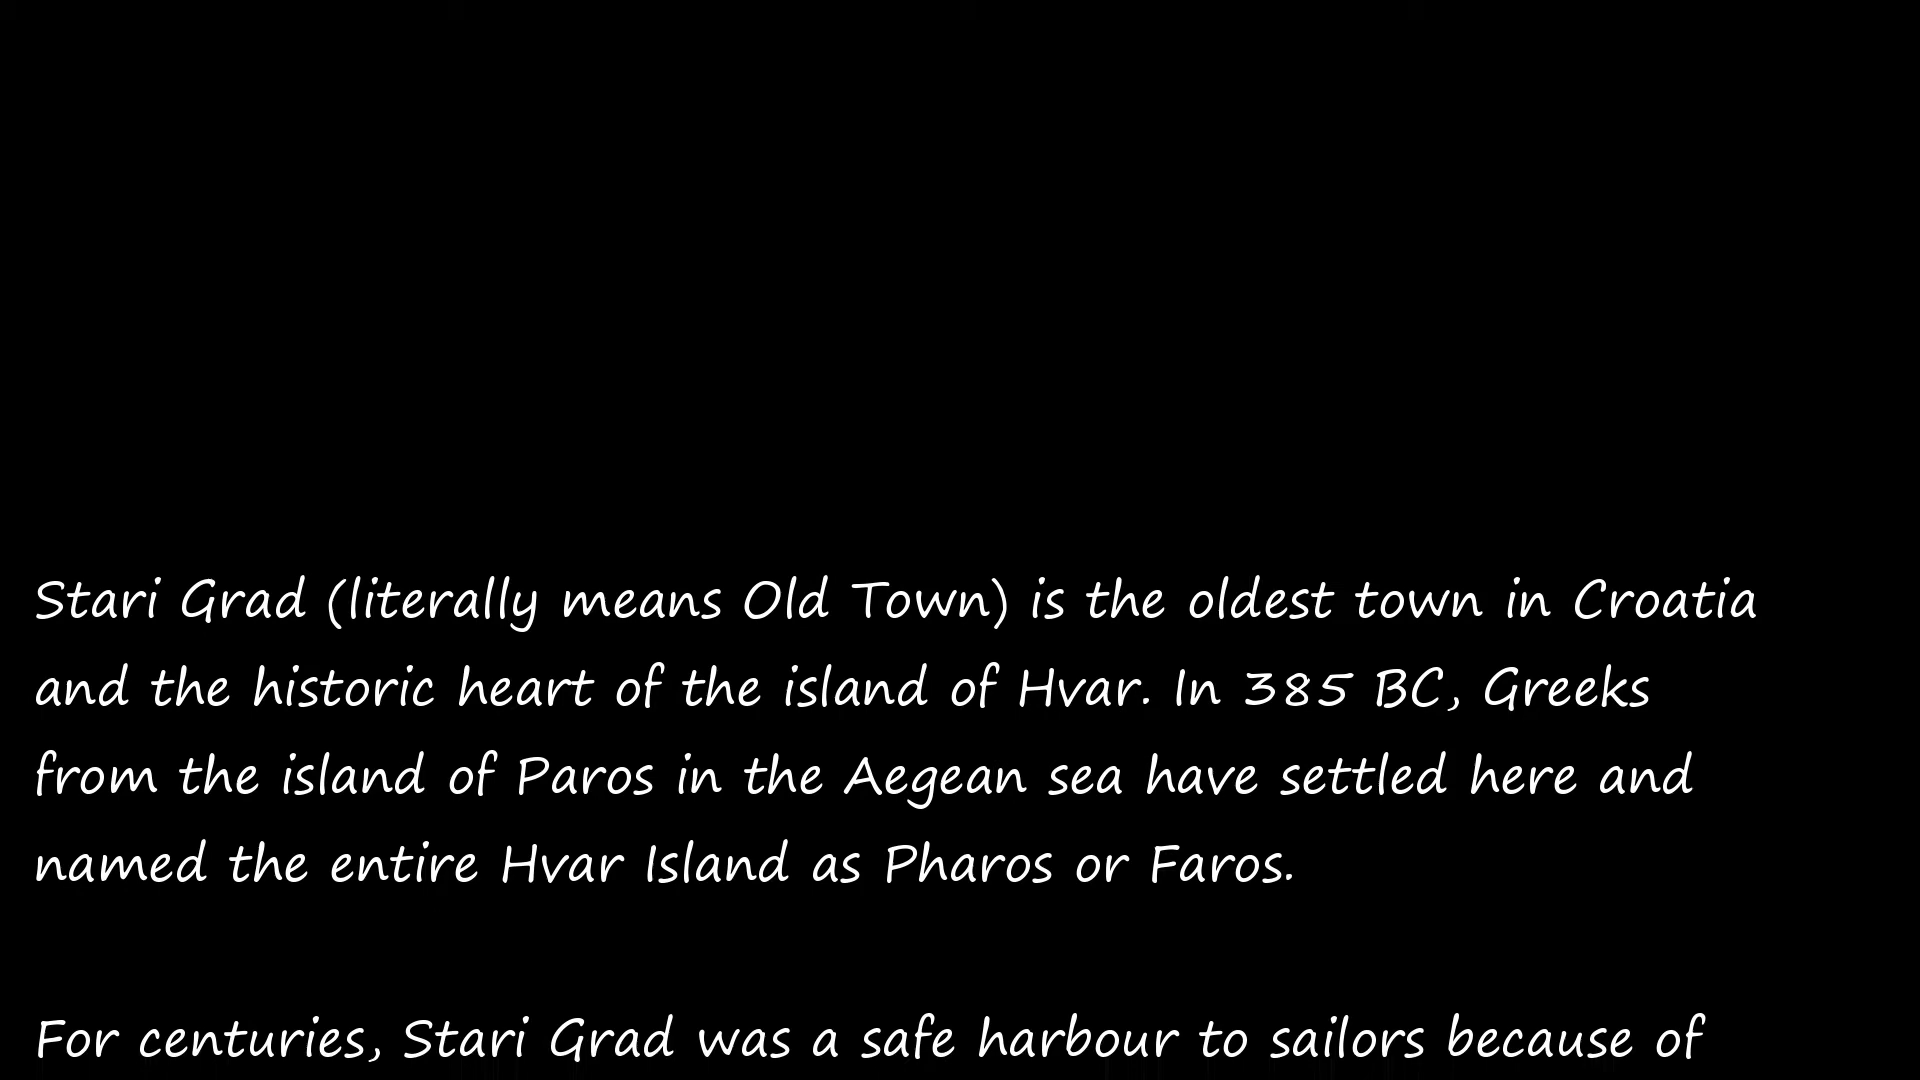 Stari Grad (literally means Old Town) is the oldest town in Croatia
and the historic heart of the island of Hvar. In 385 BC, Greeks
from the island of Paros in the Aegean sea have settled here and
named the entire Hvar Island as Pharos or Faros.
For centuries, Stari Grad was a safe harbour to sailors because of